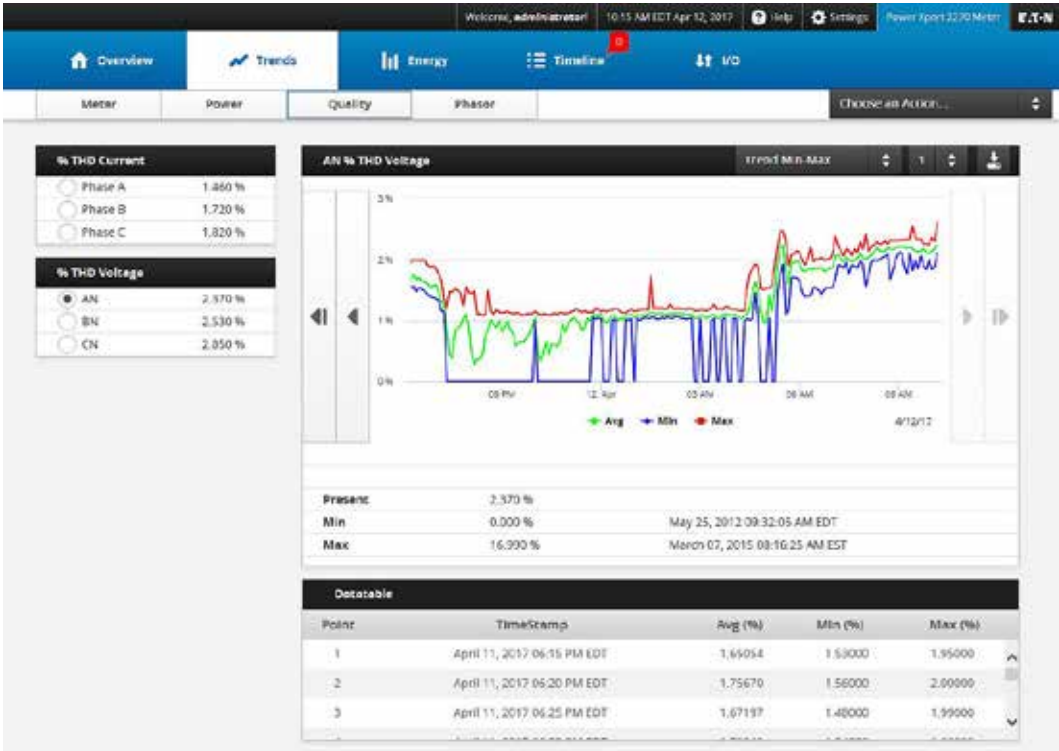 Welcome, administrator! 10:15 AM EDT Apr 12, 2017 Help Settings Power Xport 2270 Meter E·T·N
Overview Trends Energy Timeline 0 I/O
Meter Power Quality Phasor Choose an Action...
% THD Current
Phase A 1.460 %
Phase B 1.720 %
Phase C 1.820 %
% THD Voltage
AN 2.370 %
BN 2.530 %
CN 2.050 %
AN % THD Voltage Trend Min-Max 1
3 %
2 %
1 %
0 %
09 PM 12. Apr 03 AM 06 AM 09 AM
Avg Min Max 4/12/17
Present 2.370 %
Min 0.000 % May 25, 2012 09:32:05 AM EDT
Max 16.990 % March 07, 2015 08:16:25 AM EST
Datatable
Point TimeStamp Avg (%) Min (%) Max (%)
1 April 11, 2017 06:15 PM EDT 1.65054 1.53000 1.95000
2 April 11, 2017 06:20 PM EDT 1.75670 1.56000 2.00000
3 April 11, 2017 06:25 PM EDT 1.67197 1.48000 1.99000